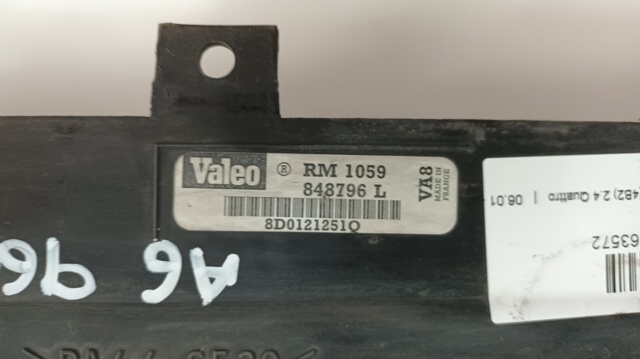 Valeo ® RM 1059
848796 L
8D0121251Q
VA8
MADE IN
FRANCE
4B2) 2.4 Quattro | 06.01
63572
A6 96